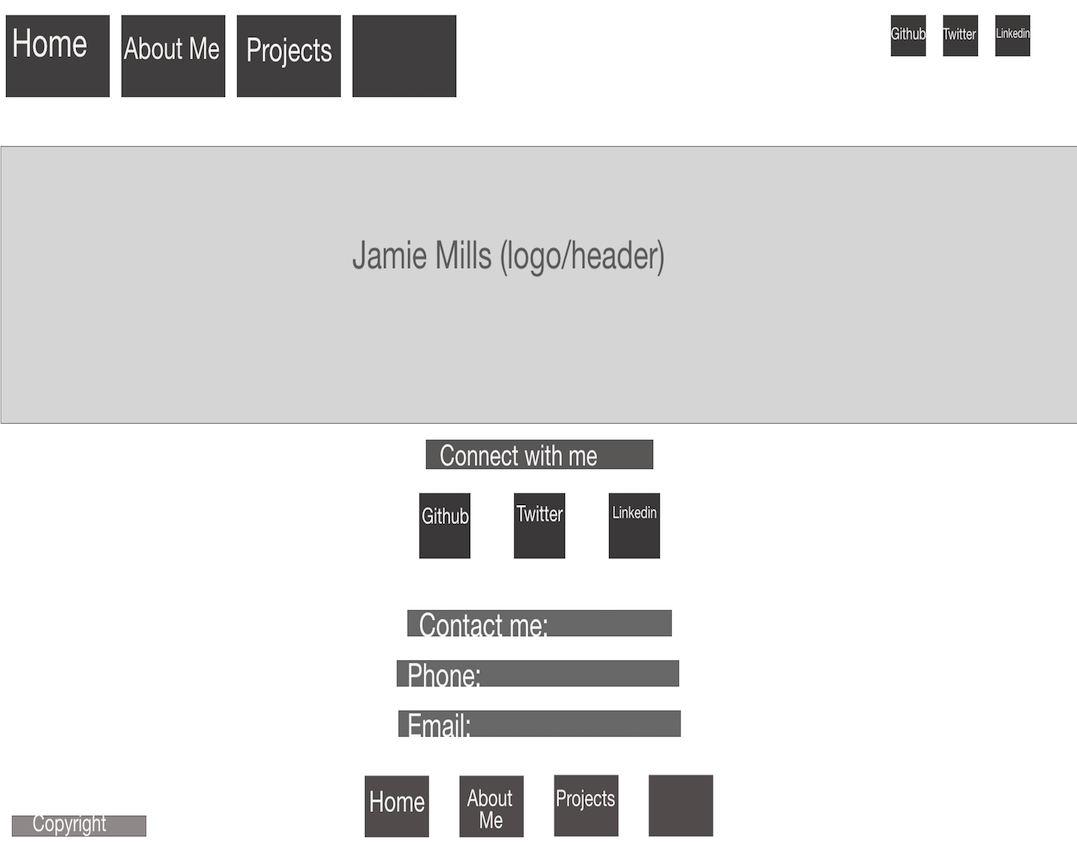 Home
About Me
Projects
Github
Twitter
Linkedin
Jamie Mills (logo/header)
Connect with me
Github
Twitter
Linkedin
Contact me:
Phone:
Email:
Home
About
Me
Projects
Copyright